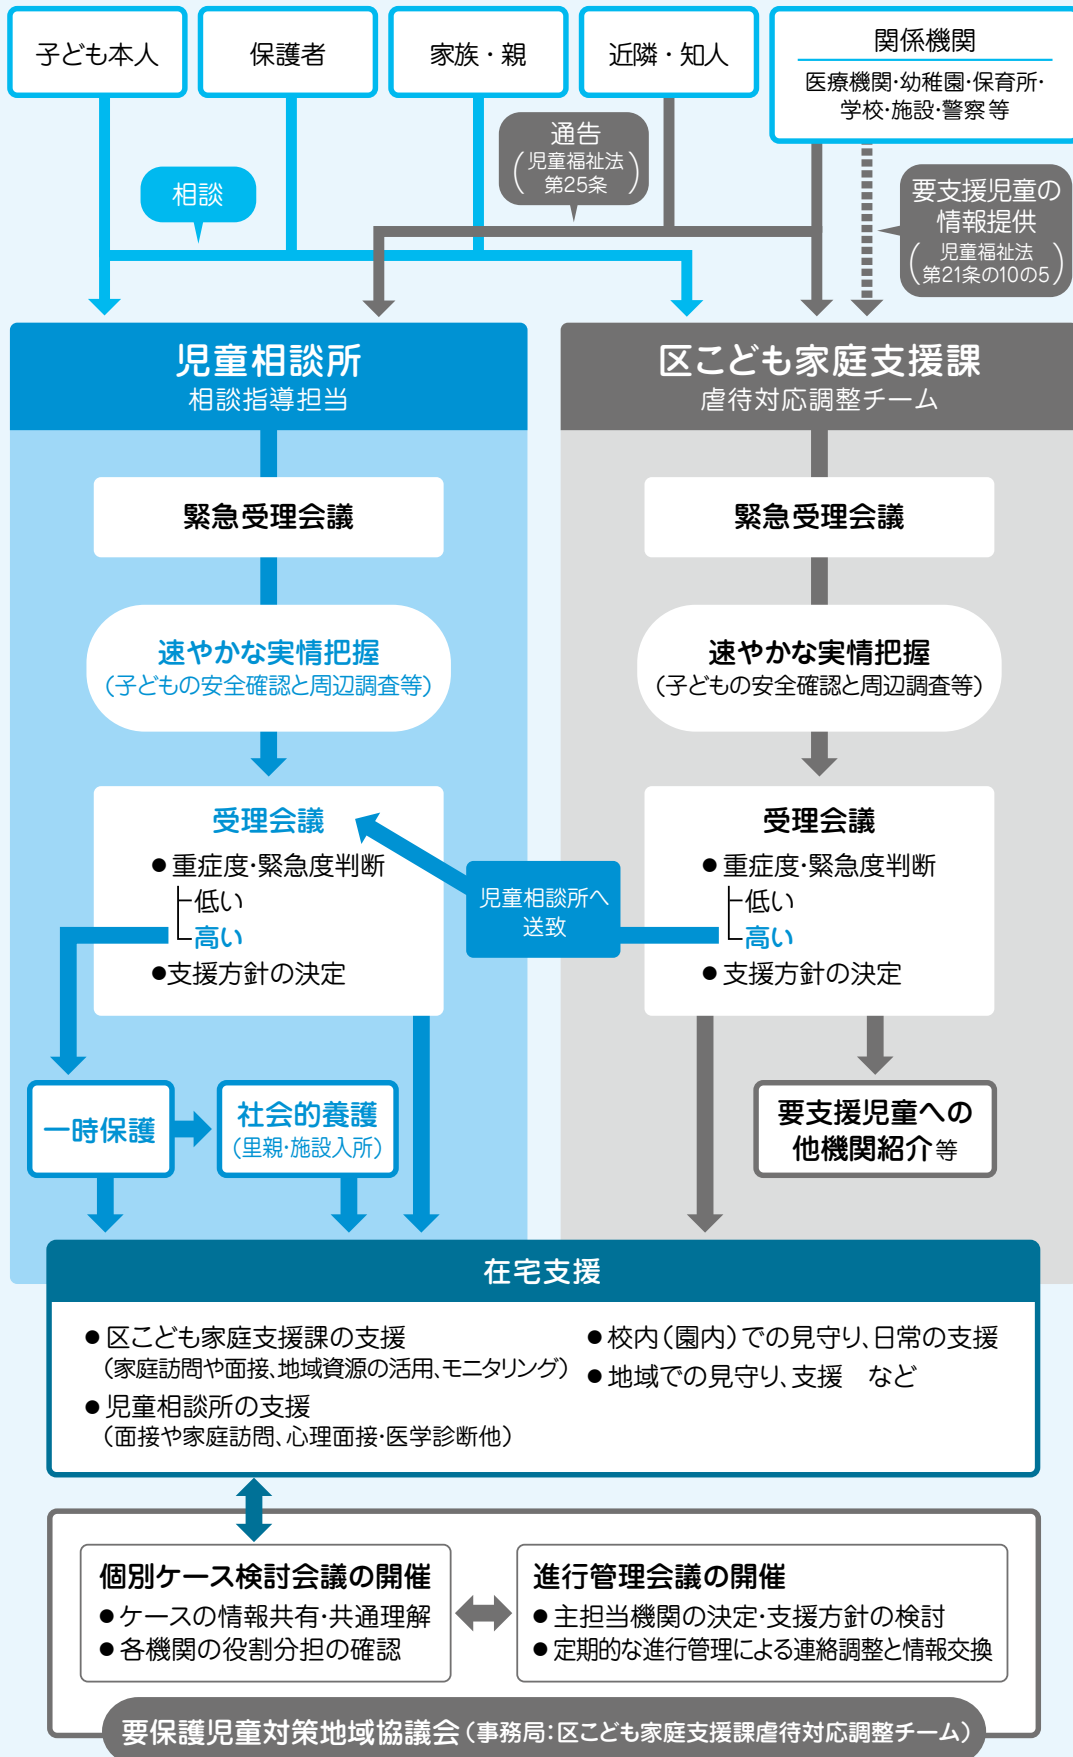 子ども本人
保護者
家族・親
近隣・知人
関係機関
医療機関・幼稚園・保育所・
学校・施設・警察 等
通告
(児童福祉法
第25条)
相談
要支援児童の
情報提供
(児童福祉法
第21条の10の5)
児童相談所
相談指導担当
区こども家庭支援課
虐待対応調整チーム
緊急受理会議
緊急受理会議
速やかな実情把握
(子どもの安全確認と周辺調査等)
速やかな実情把握
(子どもの安全確認と周辺調査等)
受理会議
●重症度・緊急度判断
低い
高い
●支援方針の決定
児童相談所へ
送致
受理会議
●重症度・緊急度判断
低い
高い
●支援方針の決定
一時保護
社会的養護
(里親・施設入所)
要支援児童への
他機関紹介 等
在宅支援
●区こども家庭支援課の支援
(家庭訪問や面接、地域資源の活用、モニタリング)
●児童相談所の支援
(面接や家庭訪問、心理面接・医学診断他)
●校内(園内)での見守り、日常の支援
●地域での見守り、支援 など
個別ケース検討会議の開催
●ケースの情報共有・共通理解
●各機関の役割分担の確認
進行管理会議の開催
●主担当機関の決定・支援方針の検討
●定期的な進行管理による連絡調整と情報交換
要保護児童対策地域協議会(事務局:区こども家庭支援課虐待対応調整チーム)